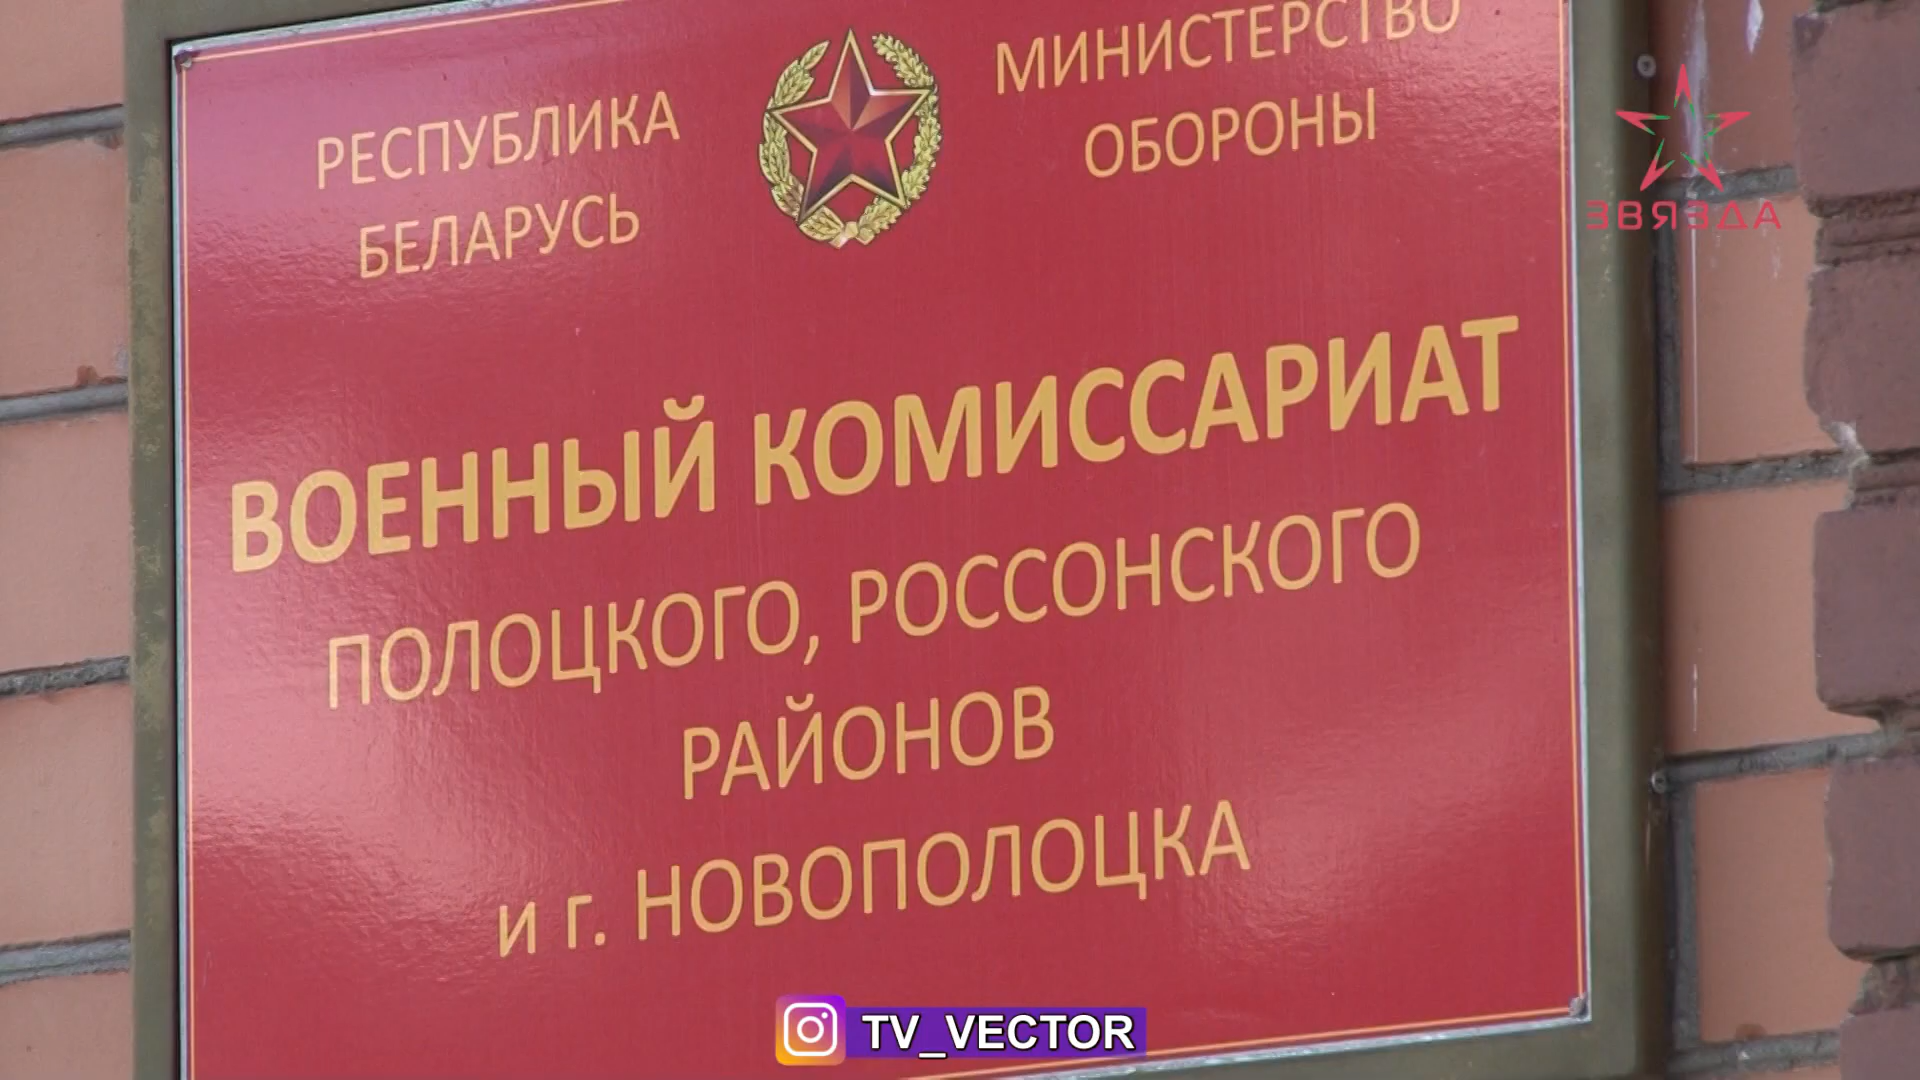 РЕСПУБЛИКА
БЕЛАРУСЬ
МИНИСТЕРСТВО
ОБОРОНЫ
ЗВЯЗДА
ВОЕННЫЙ КОМИССАРИАТ
ПОЛОЦКОГО, РОССОНСКОГО
РАЙОНОВ
и г. НОВОПОЛОЦКА
TV_VECTOR